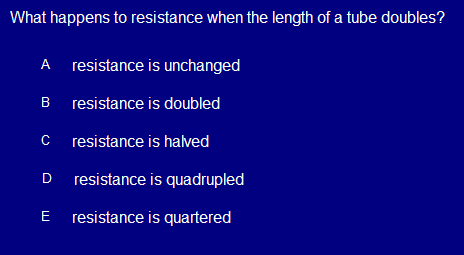 What happens to resistance when the length of a tube doubles?
A resistance is unchanged
B resistance is doubled
C resistance is halved
D resistance is quadrupled
E resistance is quartered